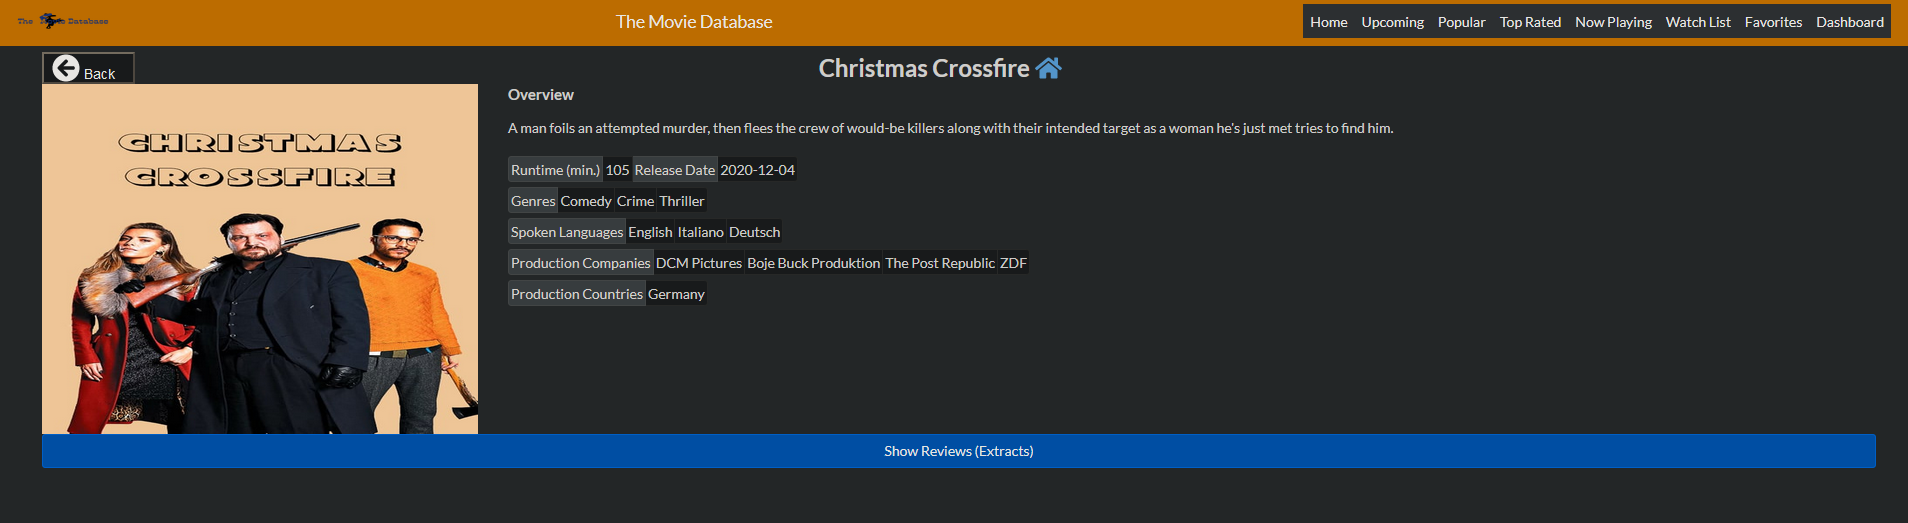 The Movie Database
The Movie Database
Home Upcoming Popular Top Rated Now Playing Watch List Favorites Dashboard
Back
Christmas Crossfire
CHRISTMAS
CROSSFIRE
Overview
A man foils an attempted murder, then flees the crew of would-be killers along with their intended target as a woman he's just met tries to find him.
Runtime (min.) 105 Release Date 2020-12-04
Genres Comedy Crime Thriller
Spoken Languages English Italiano Deutsch
Production Companies DCM Pictures Boje Buck Produktion The Post Republic ZDF
Production Countries Germany
Show Reviews (Extracts)